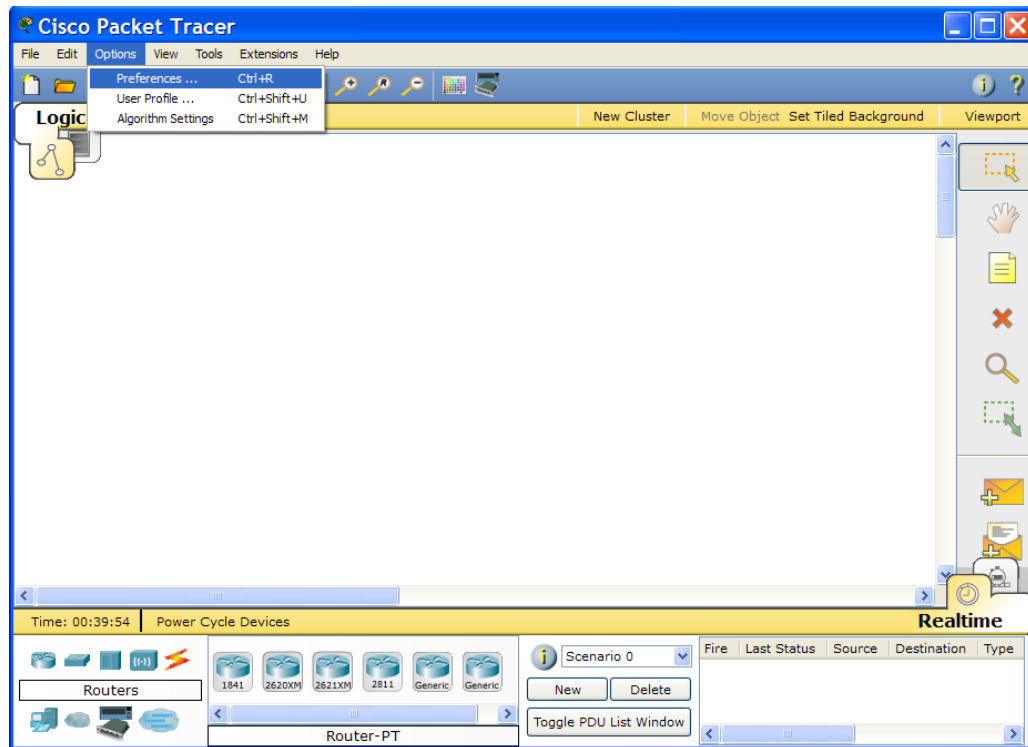 Cisco Packet Tracer
File Edit Options View Tools Extensions Help
Preferences ... Ctrl+R
User Profile ... Ctrl+Shift+U
Algorithm Settings Ctrl+Shift+M
Logic New Cluster Move Object Set Tiled Background Viewport
Time: 00:39:54 Power Cycle Devices Realtime
Routers
1841 2620XM 2621XM 2811 Generic Generic
Router-PT
Scenario 0
New Delete
Toggle PDU List Window
Fire Last Status Source Destination Type